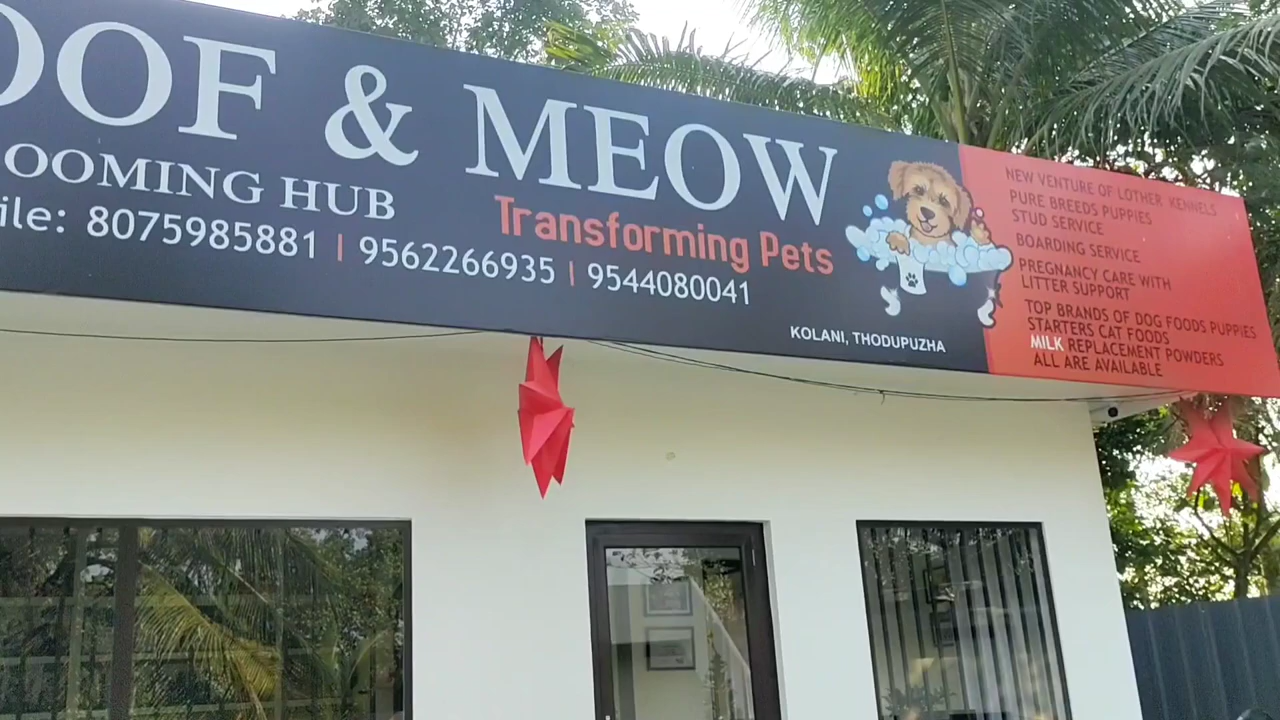 OOF & MEOW
OOMING HUB
Transforming Pets
ile: 8075985881 | 9562266935 | 9544080041
KOLANI, THODUPUZHA
NEW VENTURE OF LOTHER KENNELS
PURE BREEDS PUPPIES
STUD SERVICE
BOARDING SERVICE
PREGNANCY CARE WITH
LITTER SUPPORT
TOP BRANDS OF DOG FOODS PUPPIES
STARTERS CAT FOODS
MILK REPLACEMENT POWDERS
ALL ARE AVAILABLE